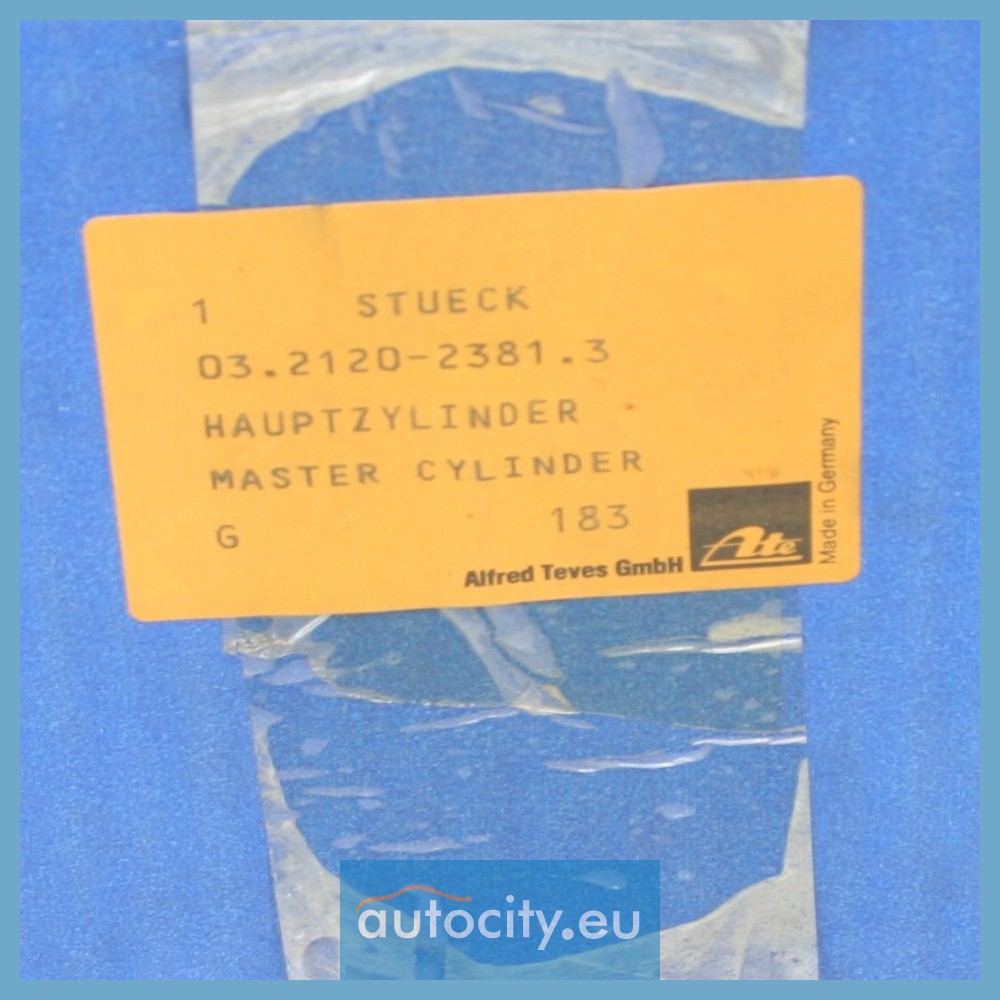 1 STUECK
03.2120-2381.3
HAUPTZYLINDER
MASTER CYLINDER
G 183
Alfred Teves GmbH
Ate
Made in Germany
autocity.eu